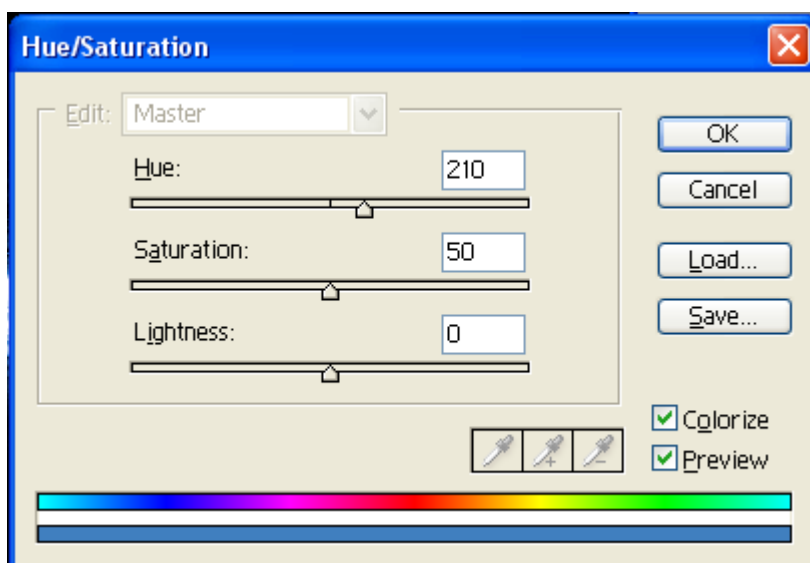 Hue/Saturation
Edit: Master
Hue: 210
Saturation: 50
Lightness: 0
OK
Cancel
Load...
Save...
Colorize
Preview